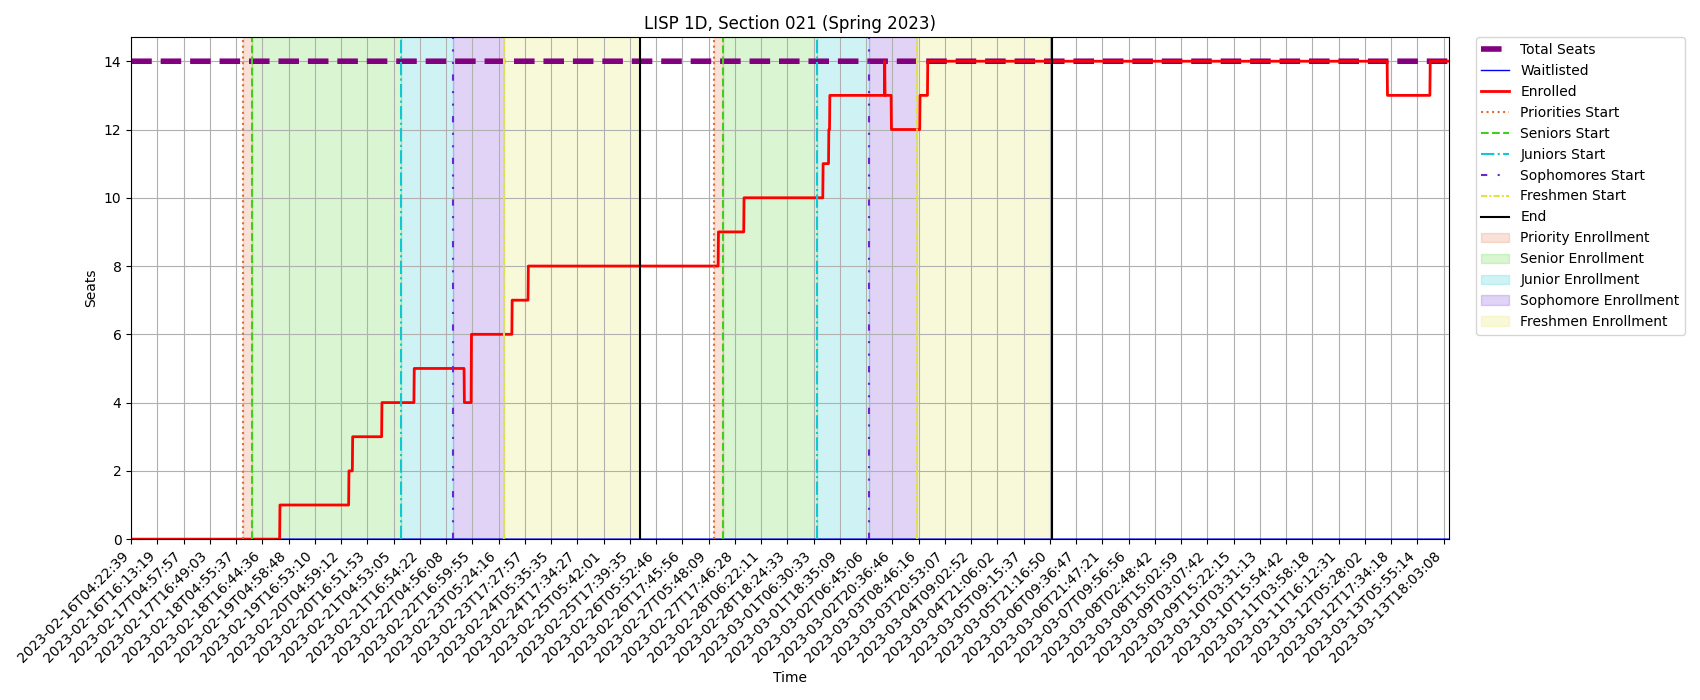 LISP 1D, Section 021 (Spring 2023)
Seats
14
12
10
8
6
4
2
0
2023-02-16T04:22:39
2023-02-16T16:13:19
2023-02-17T04:57:57
2023-02-17T16:49:03
2023-02-18T04:55:37
2023-02-18T16:44:36
2023-02-19T04:58:48
2023-02-19T16:53:10
2023-02-20T04:59:12
2023-02-20T16:51:53
2023-02-21T04:53:05
2023-02-21T16:54:22
2023-02-22T04:56:08
2023-02-22T16:59:55
2023-02-23T05:24:16
2023-02-23T17:27:57
2023-02-24T05:35:35
2023-02-24T17:34:27
2023-02-25T05:42:01
2023-02-25T17:39:35
2023-02-26T05:52:46
2023-02-26T17:45:56
2023-02-27T05:48:09
2023-02-27T17:46:28
2023-02-28T06:22:11
2023-02-28T18:24:33
2023-03-01T06:30:33
2023-03-01T18:35:09
2023-03-02T06:45:06
2023-03-02T20:36:46
2023-03-03T08:46:16
2023-03-03T20:53:07
2023-03-04T09:02:52
2023-03-04T21:06:02
2023-03-05T09:15:37
2023-03-05T21:16:50
2023-03-06T09:36:47
2023-03-06T21:47:21
2023-03-07T09:56:56
2023-03-08T02:48:42
2023-03-08T15:02:59
2023-03-09T03:07:42
2023-03-09T15:22:15
2023-03-10T03:31:13
2023-03-10T15:54:42
2023-03-11T03:58:18
2023-03-11T16:12:31
2023-03-12T05:28:02
2023-03-12T17:34:18
2023-03-13T05:55:14
2023-03-13T18:03:08
Time
Total Seats
Waitlisted
Enrolled
Priorities Start
Seniors Start
Juniors Start
Sophomores Start
Freshmen Start
End
Priority Enrollment
Senior Enrollment
Junior Enrollment
Sophomore Enrollment
Freshmen Enrollment